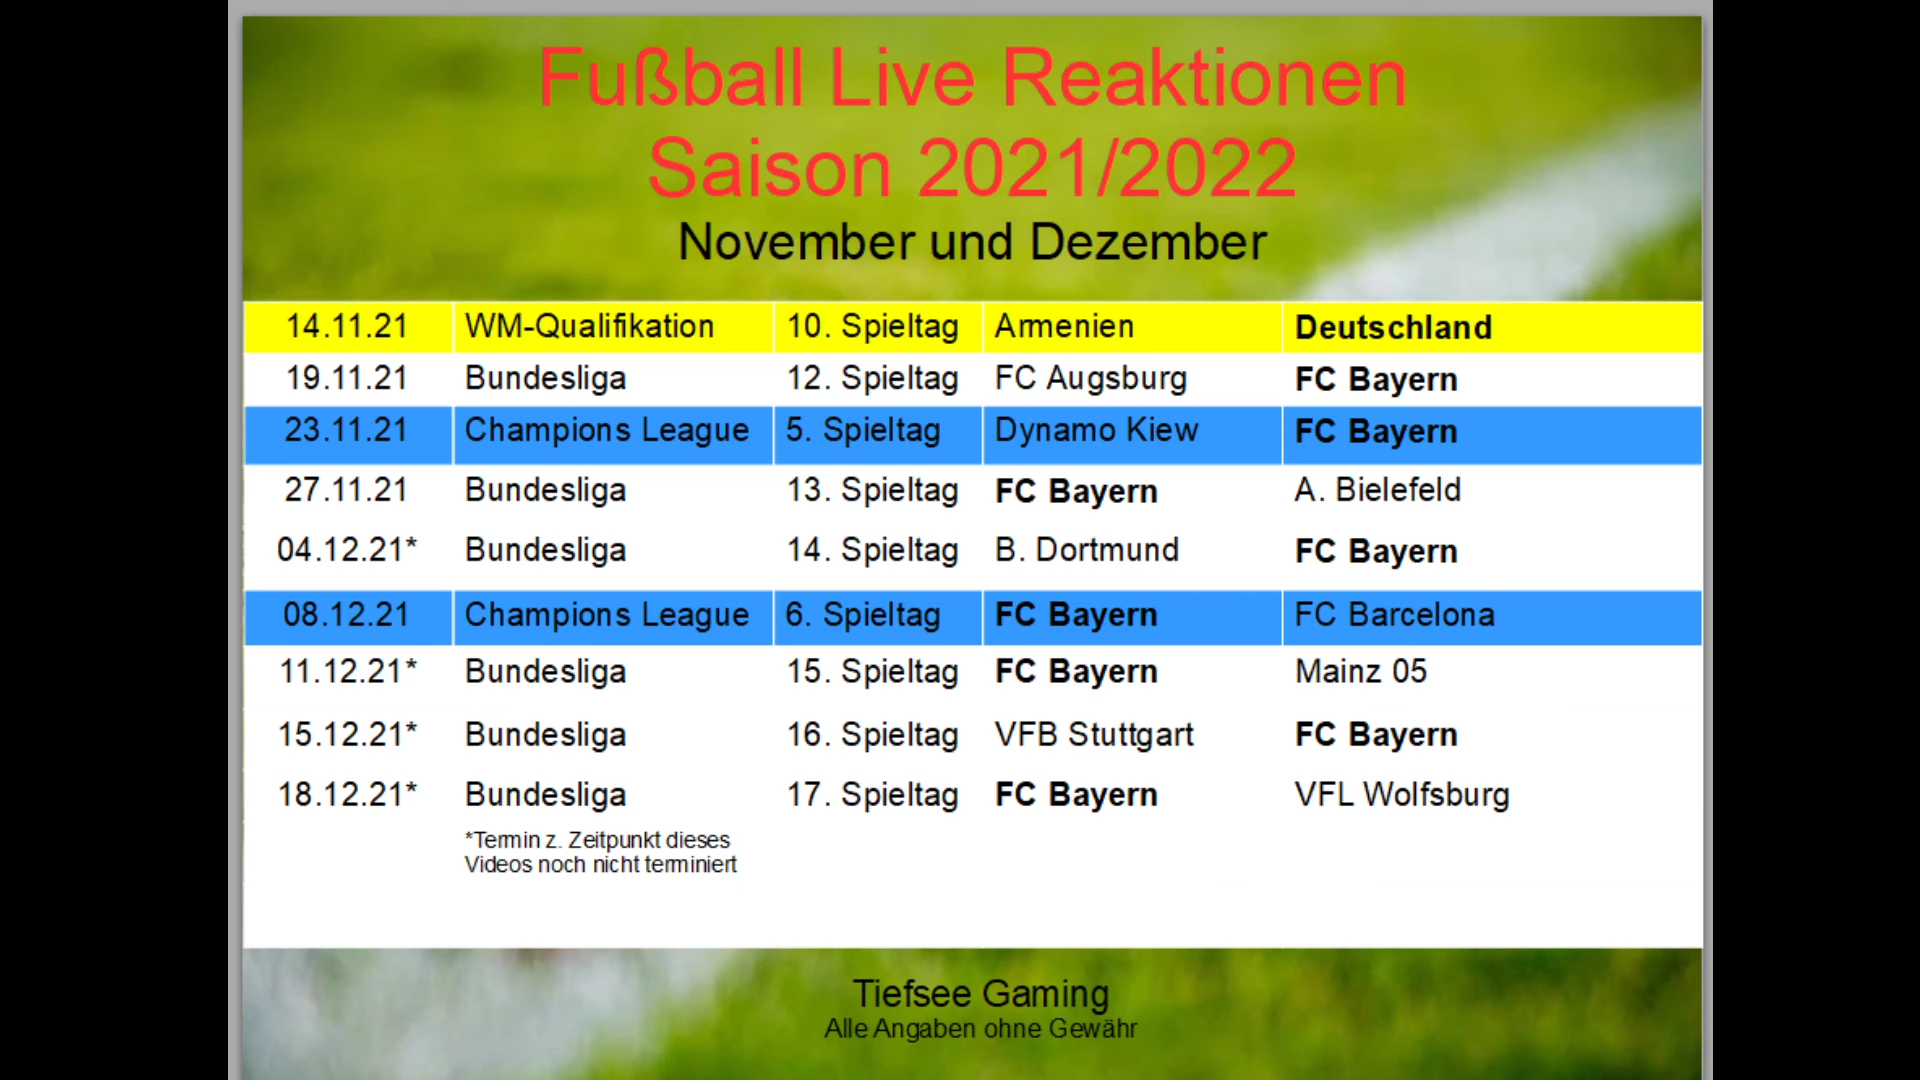 Fußball Live Reaktionen
Saison 2021/2022
November und Dezember
14.11.21 WM-Qualifikation 10. Spieltag Armenien Deutschland
19.11.21 Bundesliga 12. Spieltag FC Augsburg FC Bayern
23.11.21 Champions League 5. Spieltag Dynamo Kiew FC Bayern
27.11.21 Bundesliga 13. Spieltag FC Bayern A. Bielefeld
04.12.21* Bundesliga 14. Spieltag B. Dortmund FC Bayern
08.12.21 Champions League 6. Spieltag FC Bayern FC Barcelona
11.12.21* Bundesliga 15. Spieltag FC Bayern Mainz 05
15.12.21* Bundesliga 16. Spieltag VFB Stuttgart FC Bayern
18.12.21* Bundesliga 17. Spieltag FC Bayern VFL Wolfsburg
*Termin z. Zeitpunkt dieses
Videos noch nicht terminiert
Tiefsee Gaming
Alle Angaben ohne Gewähr